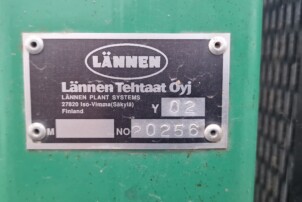 LÄNNEN
Lännen Tehtaat Oyj
LÄNNEN PLANT SYSTEMS
27820 Iso-Vimma(Säkylä)
Finland
Y 02
M NO 20256